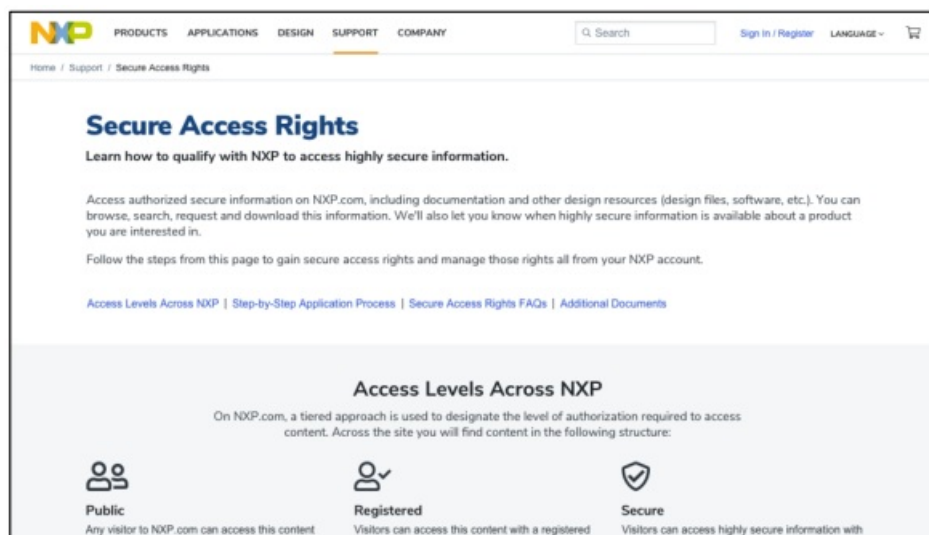 NXP PRODUCTS APPLICATIONS DESIGN SUPPORT COMPANY Search Sign In / Register LANGUAGE
Home / Support / Secure Access Rights
Secure Access Rights
Learn how to qualify with NXP to access highly secure information.
Access authorized secure information on NXP.com, including documentation and other design resources (design files, software, etc.). You can
browse, search, request and download this information. We'll also let you know when highly secure information is available about a product
you are interested in.
Follow the steps from this page to gain secure access rights and manage those rights all from your NXP account.
Access Levels Across NXP | Step-by-Step Application Process | Secure Access Rights FAQs | Additional Documents
Access Levels Across NXP
On NXP.com, a tiered approach is used to designate the level of authorization required to access
content. Across the site you will find content in the following structure:
Public Registered Secure
Any visitor to NXP.com can access this content Visitors can access this content with a registered Visitors can access highly secure information with